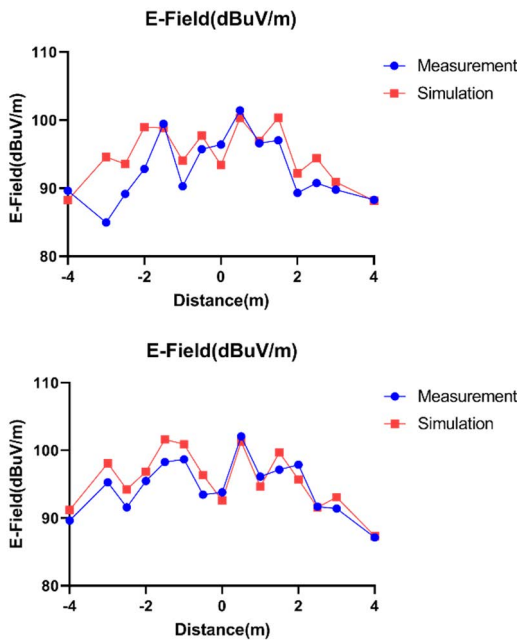 E-Field(dBuV/m)
110
100
90
80
E-Field(dBuV/m)
-4
-2
0
2
4
Distance(m)
Measurement
Simulation
E-Field(dBuV/m)
110
100
90
80
E-Field(dBuV/m)
-4
-2
0
2
4
Distance(m)
Measurement
Simulation